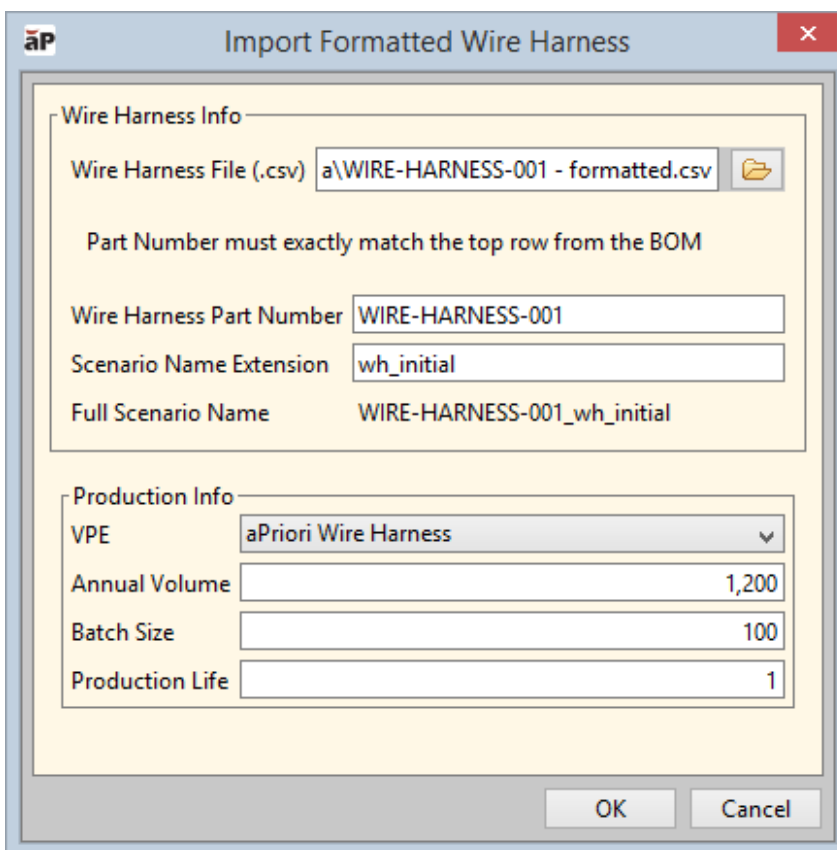 āP Import Formatted Wire Harness
Wire Harness Info
Wire Harness File (.csv) a\WIRE-HARNESS-001 - formatted.csv
Part Number must exactly match the top row from the BOM
Wire Harness Part Number WIRE-HARNESS-001
Scenario Name Extension wh_initial
Full Scenario Name WIRE-HARNESS-001_wh_initial
Production Info
VPE aPriori Wire Harness
Annual Volume 1,200
Batch Size 100
Production Life 1
OK Cancel